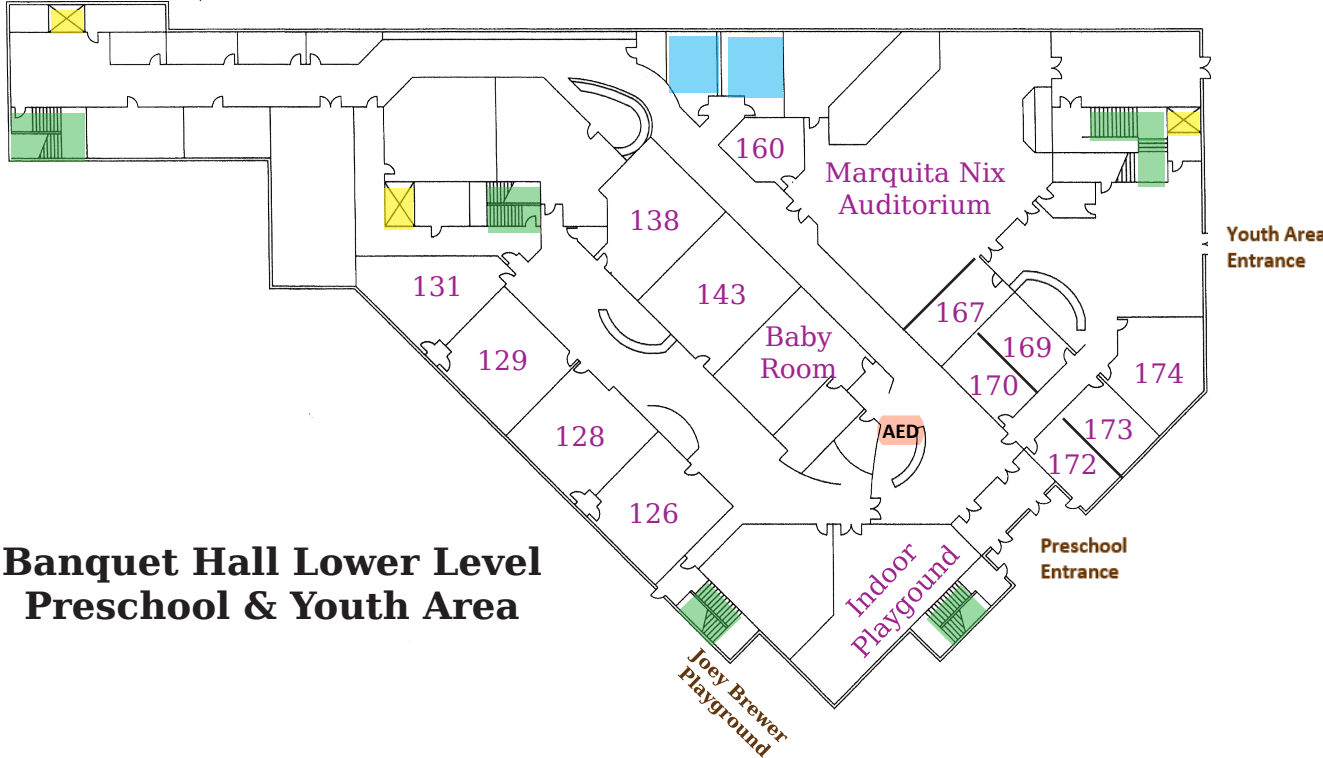 160
Marquita Nix
Auditorium
138
Youth Area
Entrance
131
143
167
Baby
Room
169
129
170
174
AED
128
173
172
126
Banquet Hall Lower Level
Preschool & Youth Area
Preschool
Entrance
Indoor
Playgound
Joey Brewer
Playground